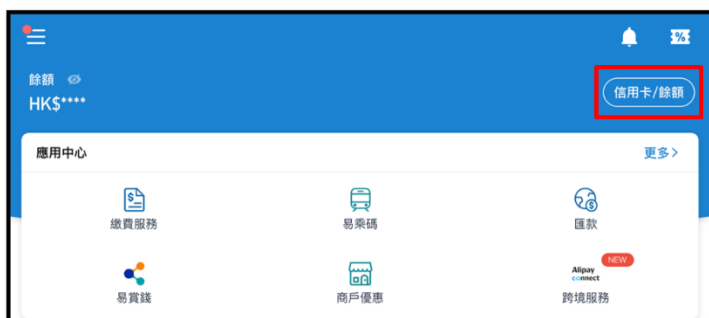 餘額
HK$****
信用卡/餘額
應用中心
更多>
繳費服務
易乘碼
匯款
易賞錢
商戶優惠
Alipay
connect
NEW
跨境服務